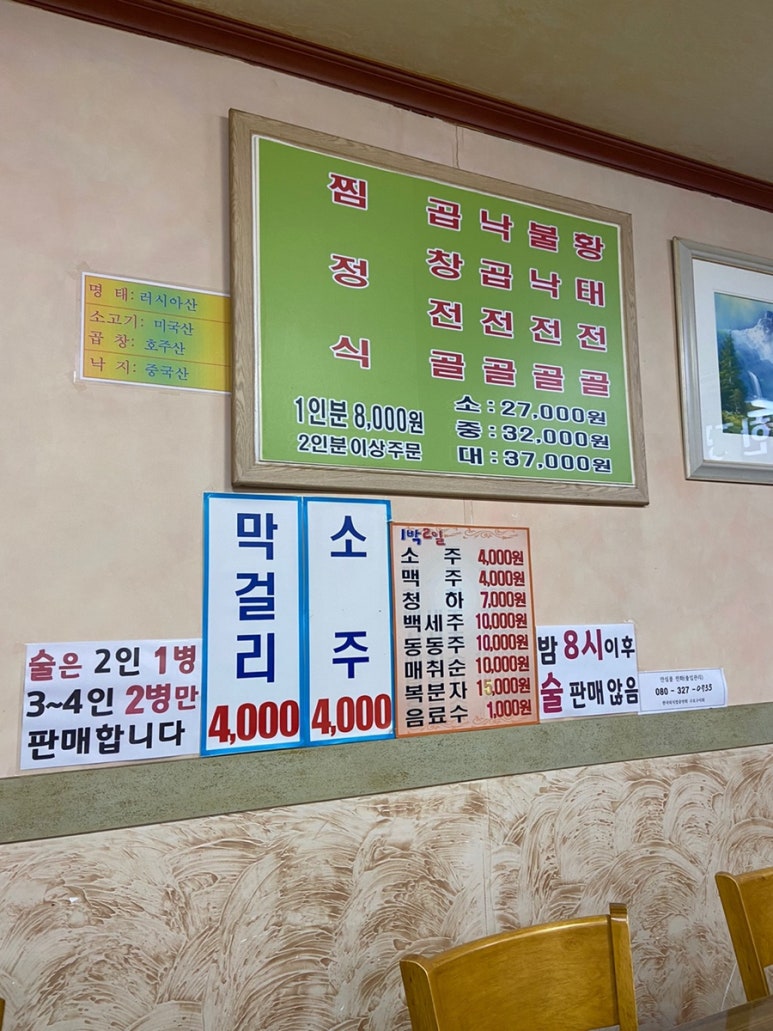 찜정식
곱창전골
낙곱전골
불낙전골
황태전골
1인분 8,000원
2인분이상주문
소 : 27,000원
중 : 32,000원
대 : 37,000원
명 태: 러시아산
소고기: 미국산
곱 창: 호주산
낙 지: 중국산
막걸리
4,000
소주
4,000
1박2일
소 주 4,000원
맥 주 4,000원
청 하 7,000원
백세주 10,000원
동동주 10,000원
매취순 10,000원
복분자 15,000원
음료수 1,000원
술은 2인 1병
3~4인 2병만
판매합니다
밤 8시이후
술 판매 않음
080 - 327 -